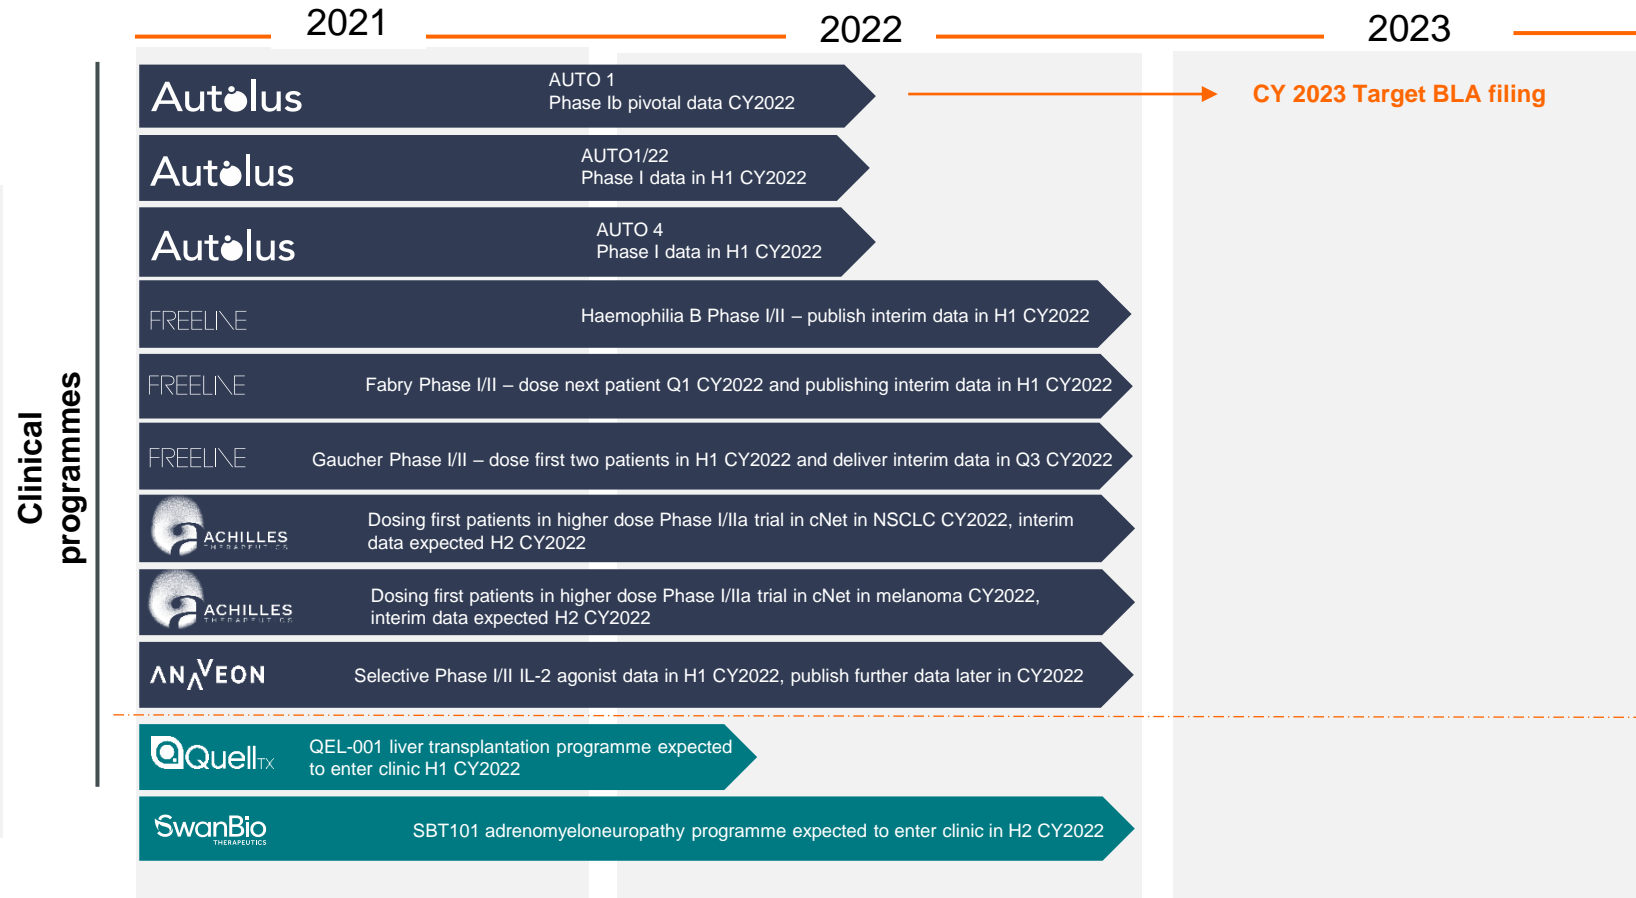 2021
2022
2023
Clinical
programmes
Autolus
AUTO 1
Phase Ib pivotal data CY2022
CY 2023 Target BLA filing
Autolus
AUTO1/22
Phase I data in H1 CY2022
Autolus
AUTO 4
Phase I data in H1 CY2022
FREELINE
Haemophilia B Phase I/II – publish interim data in H1 CY2022
FREELINE
Fabry Phase I/II – dose next patient Q1 CY2022 and publishing interim data in H1 CY2022
FREELINE
Gaucher Phase I/II – dose first two patients in H1 CY2022 and deliver interim data in Q3 CY2022
ACHILLES
THERAPEUTICS
Dosing first patients in higher dose Phase I/IIa trial in cNet in NSCLC CY2022, interim
data expected H2 CY2022
ACHILLES
THERAPEUTICS
Dosing first patients in higher dose Phase I/IIa trial in cNet in melanoma CY2022,
interim data expected H2 CY2022
ANAVEON
Selective Phase I/II IL-2 agonist data in H1 CY2022, publish further data later in CY2022
Quell TX
QEL-001 liver transplantation programme expected
to enter clinic H1 CY2022
SwanBio
THERAPEUTICS
SBT101 adrenomyeloneuropathy programme expected to enter clinic in H2 CY2022